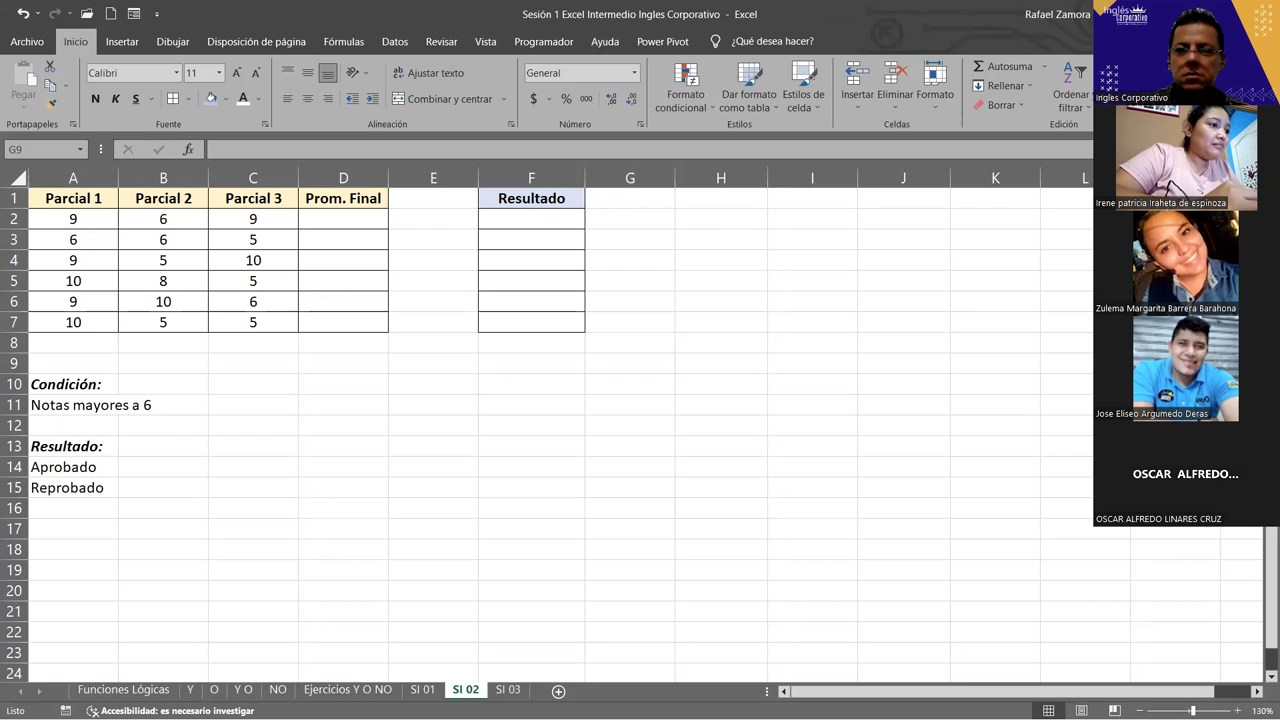 Sesión 1 Excel Intermedio Ingles Corporativo - Excel
Rafael Zamora
Archivo Inicio Insertar Dibujar Disposición de página Fórmulas Datos Revisar Vista Programador Ayuda Power Pivot ¿Qué desea hacer?
Pegar
Calibri 11
N K S
Ajustar texto
Combinar y centrar
General
$ % 000
Formato condicional
Dar formato como tabla
Estilos de celda
Insertar Eliminar Formato
Autosuma
Rellenar
Borrar
Ordenar filtrar
Portapapeles Fuente Alineación Número Estilos Celdas Edición
G9 fx
A B C D E F G H I J K L
1 Parcial 1 Parcial 2 Parcial 3 Prom. Final Resultado
2 9 6 9
3 6 6 5
4 9 5 10
5 10 8 5
6 9 10 6
7 10 5 5
8
9
10 Condición:
11 Notas mayores a 6
12
13 Resultado:
14 Aprobado
15 Reprobado
16
17
18
19
20
21
22
23
24
Funciones Lógicas Y O Y O NO Ejercicios Y O NO SI 01 SI 02 SI 03
Listo Accesibilidad: es necesario investigar 130%
Inglés
Corporativo
Ingles Corporativo
Irene patricia Iraheta de espinoza
Zulema Margarita Barrera Barahona
Jose Eliseo Argumedo Deras
OSCAR ALFREDO...
OSCAR ALFREDO LINARES CRUZ